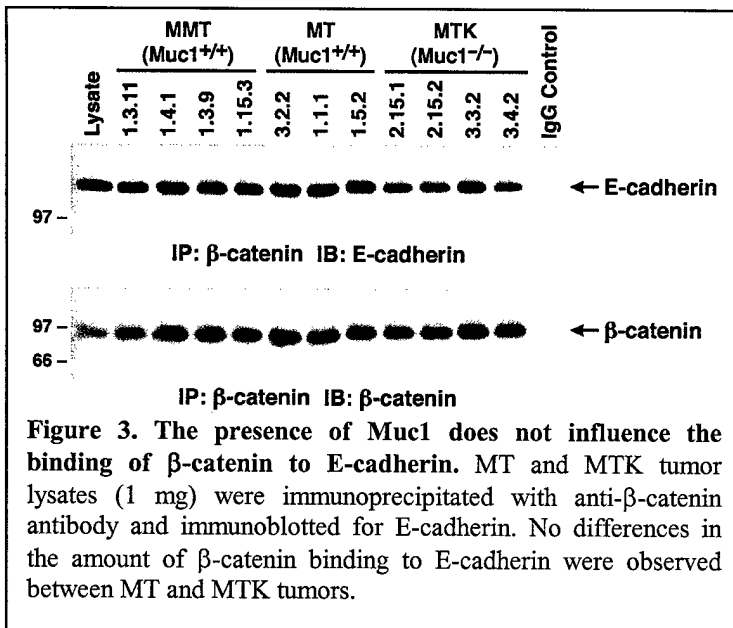 MMT MT MTK
(Muc1+/+) (Muc1+/+) (Muc1−/−)
Lysate 1.3.11 1.4.1 1.3.9 1.15.3 3.2.2 1.1.1 1.5.2 2.15.1 2.15.2 3.3.2 3.4.2 IgG Control
← E-cadherin
97 –
IP: β-catenin IB: E-cadherin
97 –
← β-catenin
66 –
IP: β-catenin IB: β-catenin
Figure 3. The presence of Muc1 does not influence the
binding of β-catenin to E-cadherin. MT and MTK tumor
lysates (1 mg) were immunoprecipitated with anti-β-catenin
antibody and immunoblotted for E-cadherin. No differences in
the amount of β-catenin binding to E-cadherin were observed
between MT and MTK tumors.